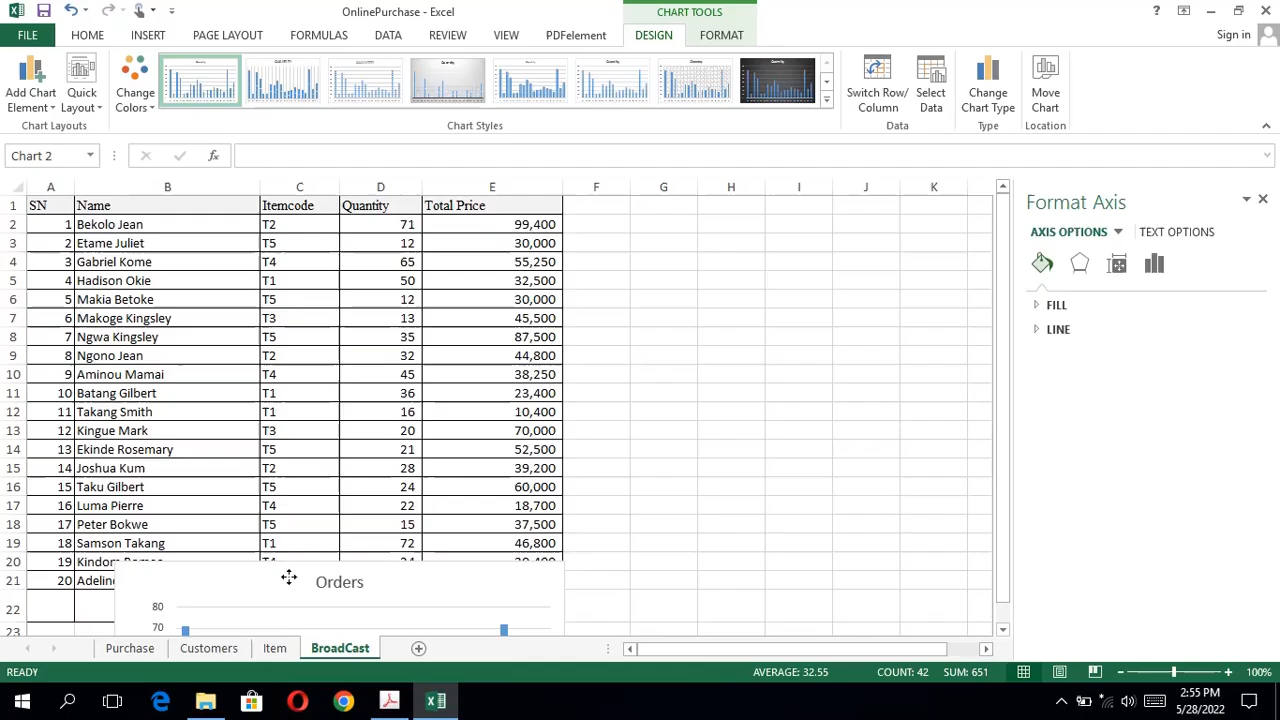 OnlinePurchase - Excel
CHART TOOLS
?
FILE HOME INSERT PAGE LAYOUT FORMULAS DATA REVIEW VIEW PDFelement DESIGN FORMAT Sign in
Add Chart Element Quick Layout Change Colors Switch Row/ Column Select Data Change Chart Type Move Chart
Chart Layouts Chart Styles Data Type Location
Chart 2 fx
A B C D E F G H I J K
1 SN Name Itemcode Quantity Total Price
2 1 Bekolo Jean T2 71 99,400
3 2 Etame Juliet T5 12 30,000
4 3 Gabriel Kome T4 65 55,250
5 4 Hadison Okie T1 50 32,500
6 5 Makia Betoke T5 12 30,000
7 6 Makoge Kingsley T3 13 45,500
8 7 Ngwa Kingsley T5 35 87,500
9 8 Ngono Jean T2 32 44,800
10 9 Aminou Mamai T4 45 38,250
11 10 Batang Gilbert T1 36 23,400
12 11 Takang Smith T1 16 10,400
13 12 Kingue Mark T3 20 70,000
14 13 Ekinde Rosemary T5 21 52,500
15 14 Joshua Kum T2 28 39,200
16 15 Taku Gilbert T5 24 60,000
17 16 Luma Pierre T4 22 18,700
18 17 Peter Bokwe T5 15 37,500
19 18 Samson Takang T1 72 46,800
20 19 Kindom
21 20 Adeline
22
23
Orders
80
70
Format Axis
AXIS OPTIONS TEXT OPTIONS
FILL
LINE
Purchase Customers Item BroadCast
READY AVERAGE: 32.55 COUNT: 42 SUM: 651 100%
2:55 PM
5/28/2022